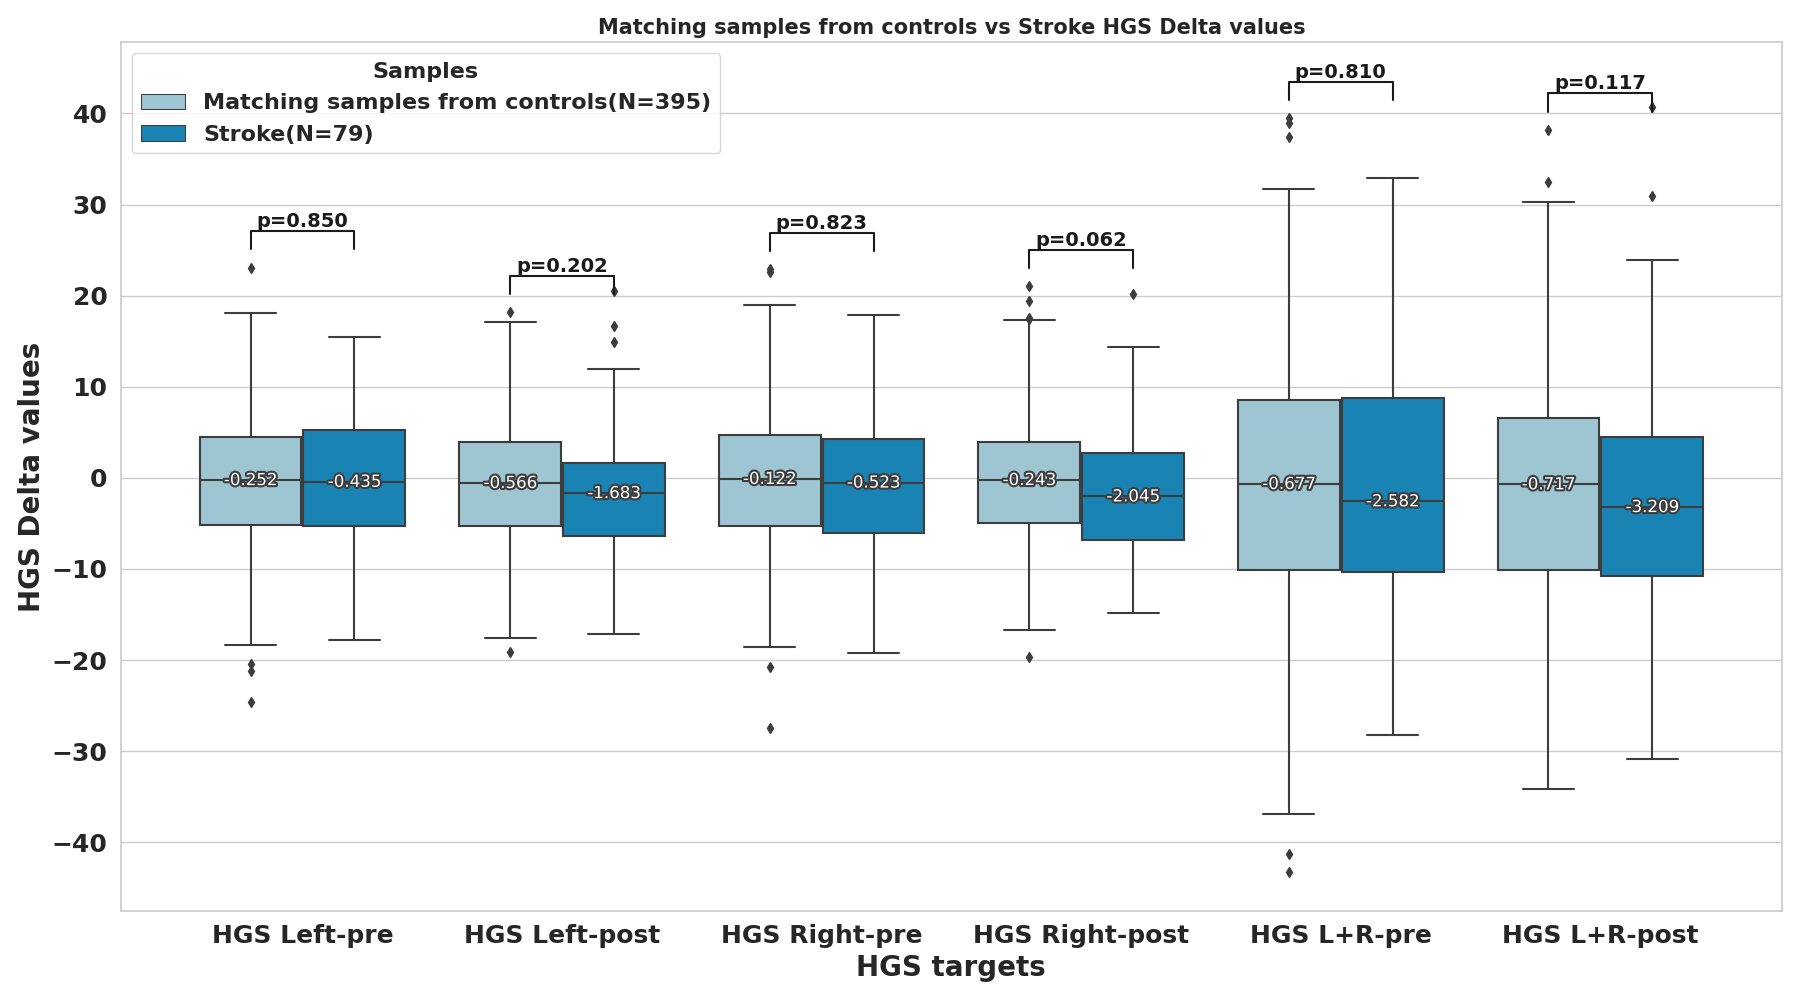 Matching samples from controls vs Stroke HGS Delta values
Samples
Matching samples from controls(N=395)
Stroke(N=79)
p=0.850
p=0.202
p=0.823
p=0.062
p=0.810
p=0.117
HGS Delta values
40
30
20
10
0
−10
−20
−30
−40
-0.252
-0.435
-0.566
-1.683
-0.122
-0.523
-0.243
-2.045
-0.677
-2.582
-0.717
-3.209
HGS Left-pre
HGS Left-post
HGS Right-pre
HGS Right-post
HGS L+R-pre
HGS L+R-post
HGS targets